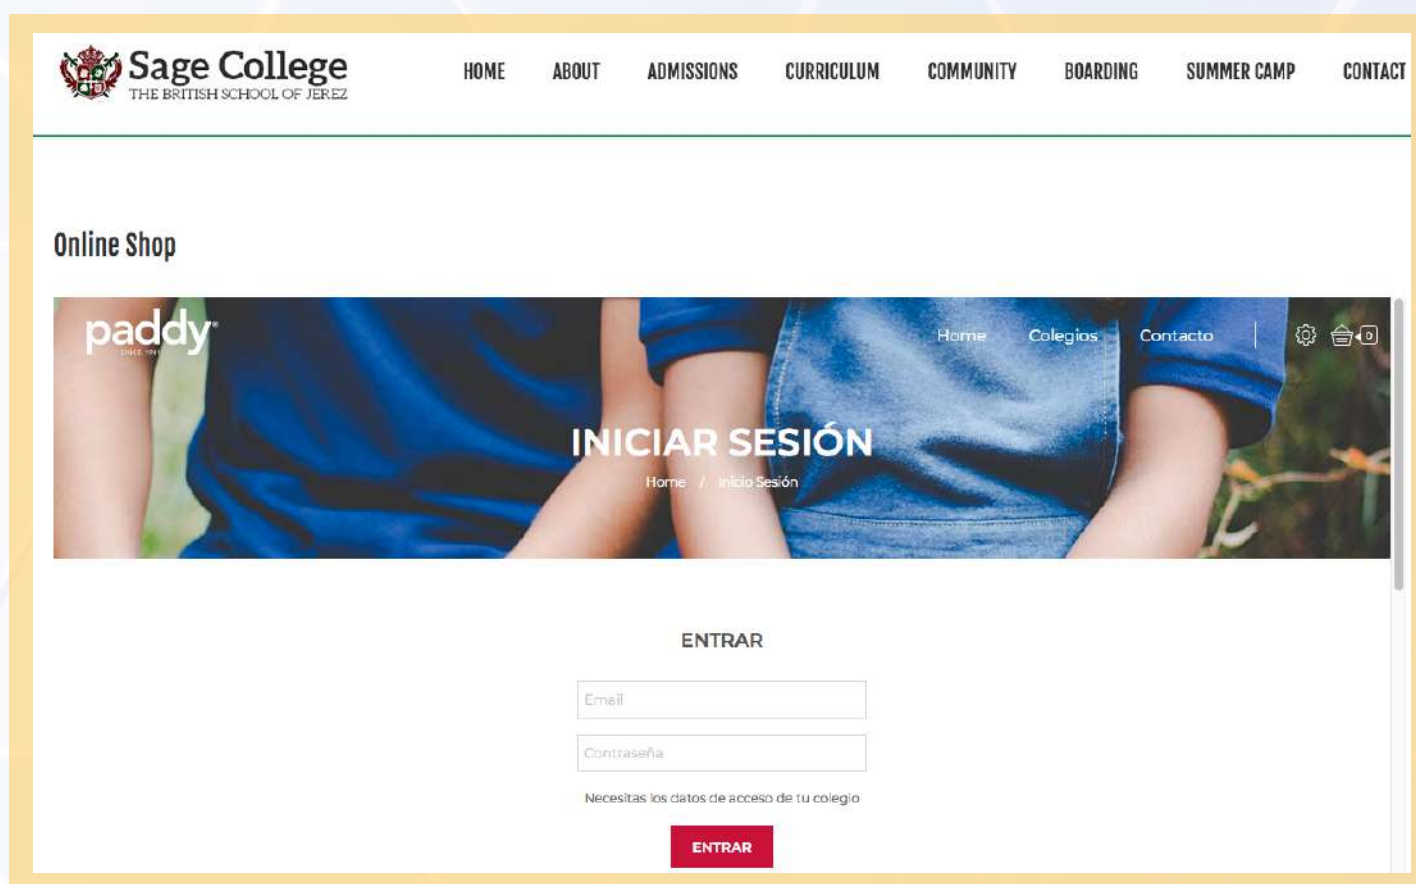 Sage College
THE BRITISH SCHOOL OF JEREZ
HOME ABOUT ADMISSIONS CURRICULUM COMMUNITY BOARDING SUMMER CAMP CONTACT
Online Shop
paddy
SINCE 1981
Home Colegios Contacto 0
INICIAR SESIÓN
Home / Inicio Sesión
ENTRAR
Email
Contraseña
Necesitas los datos de acceso de tu colegio
ENTRAR